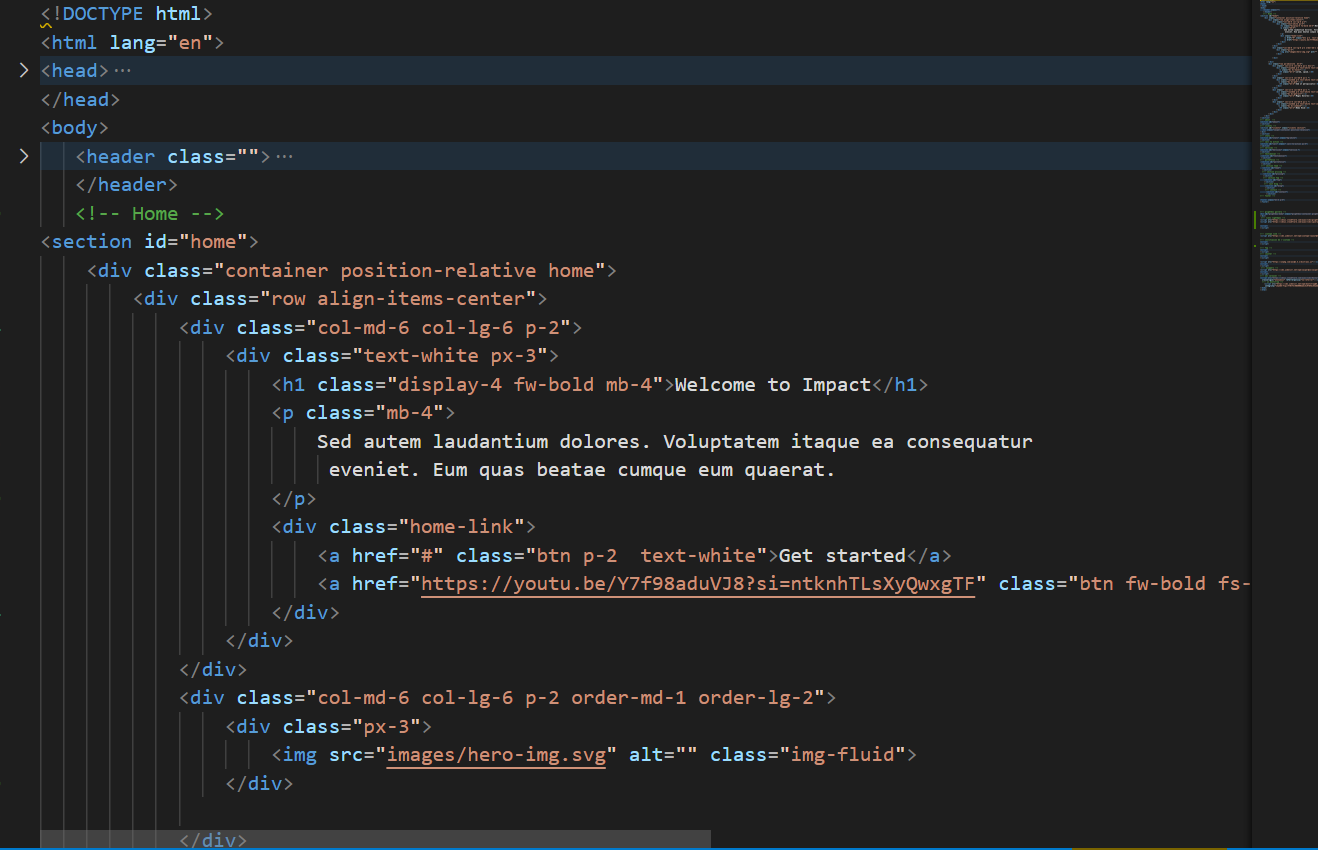 <!DOCTYPE html>
<html lang="en">
<head>…
</head>
<body>
<header class="">…
</header>
<!-- Home -->
<section id="home">
<div class="container position-relative home">
<div class="row align-items-center">
<div class="col-md-6 col-lg-6 p-2">
<div class="text-white px-3">
<h1 class="display-4 fw-bold mb-4">Welcome to Impact</h1>
<p class="mb-4">
Sed autem laudantium dolores. Voluptatem itaque ea consequatur
eveniet. Eum quas beatae cumque eum quaerat.
</p>
<div class="home-link">
<a href="#" class="btn p-2  text-white">Get started</a>
<a href="https://youtu.be/Y7f98aduVJ8?si=ntknhTLsXyQwxgTF" class="btn fw-bold fs-
</div>
</div>
</div>
<div class="col-md-6 col-lg-6 p-2 order-md-1 order-lg-2">
<div class="px-3">
<img src="images/hero-img.svg" alt="" class="img-fluid">
</div>
</div>